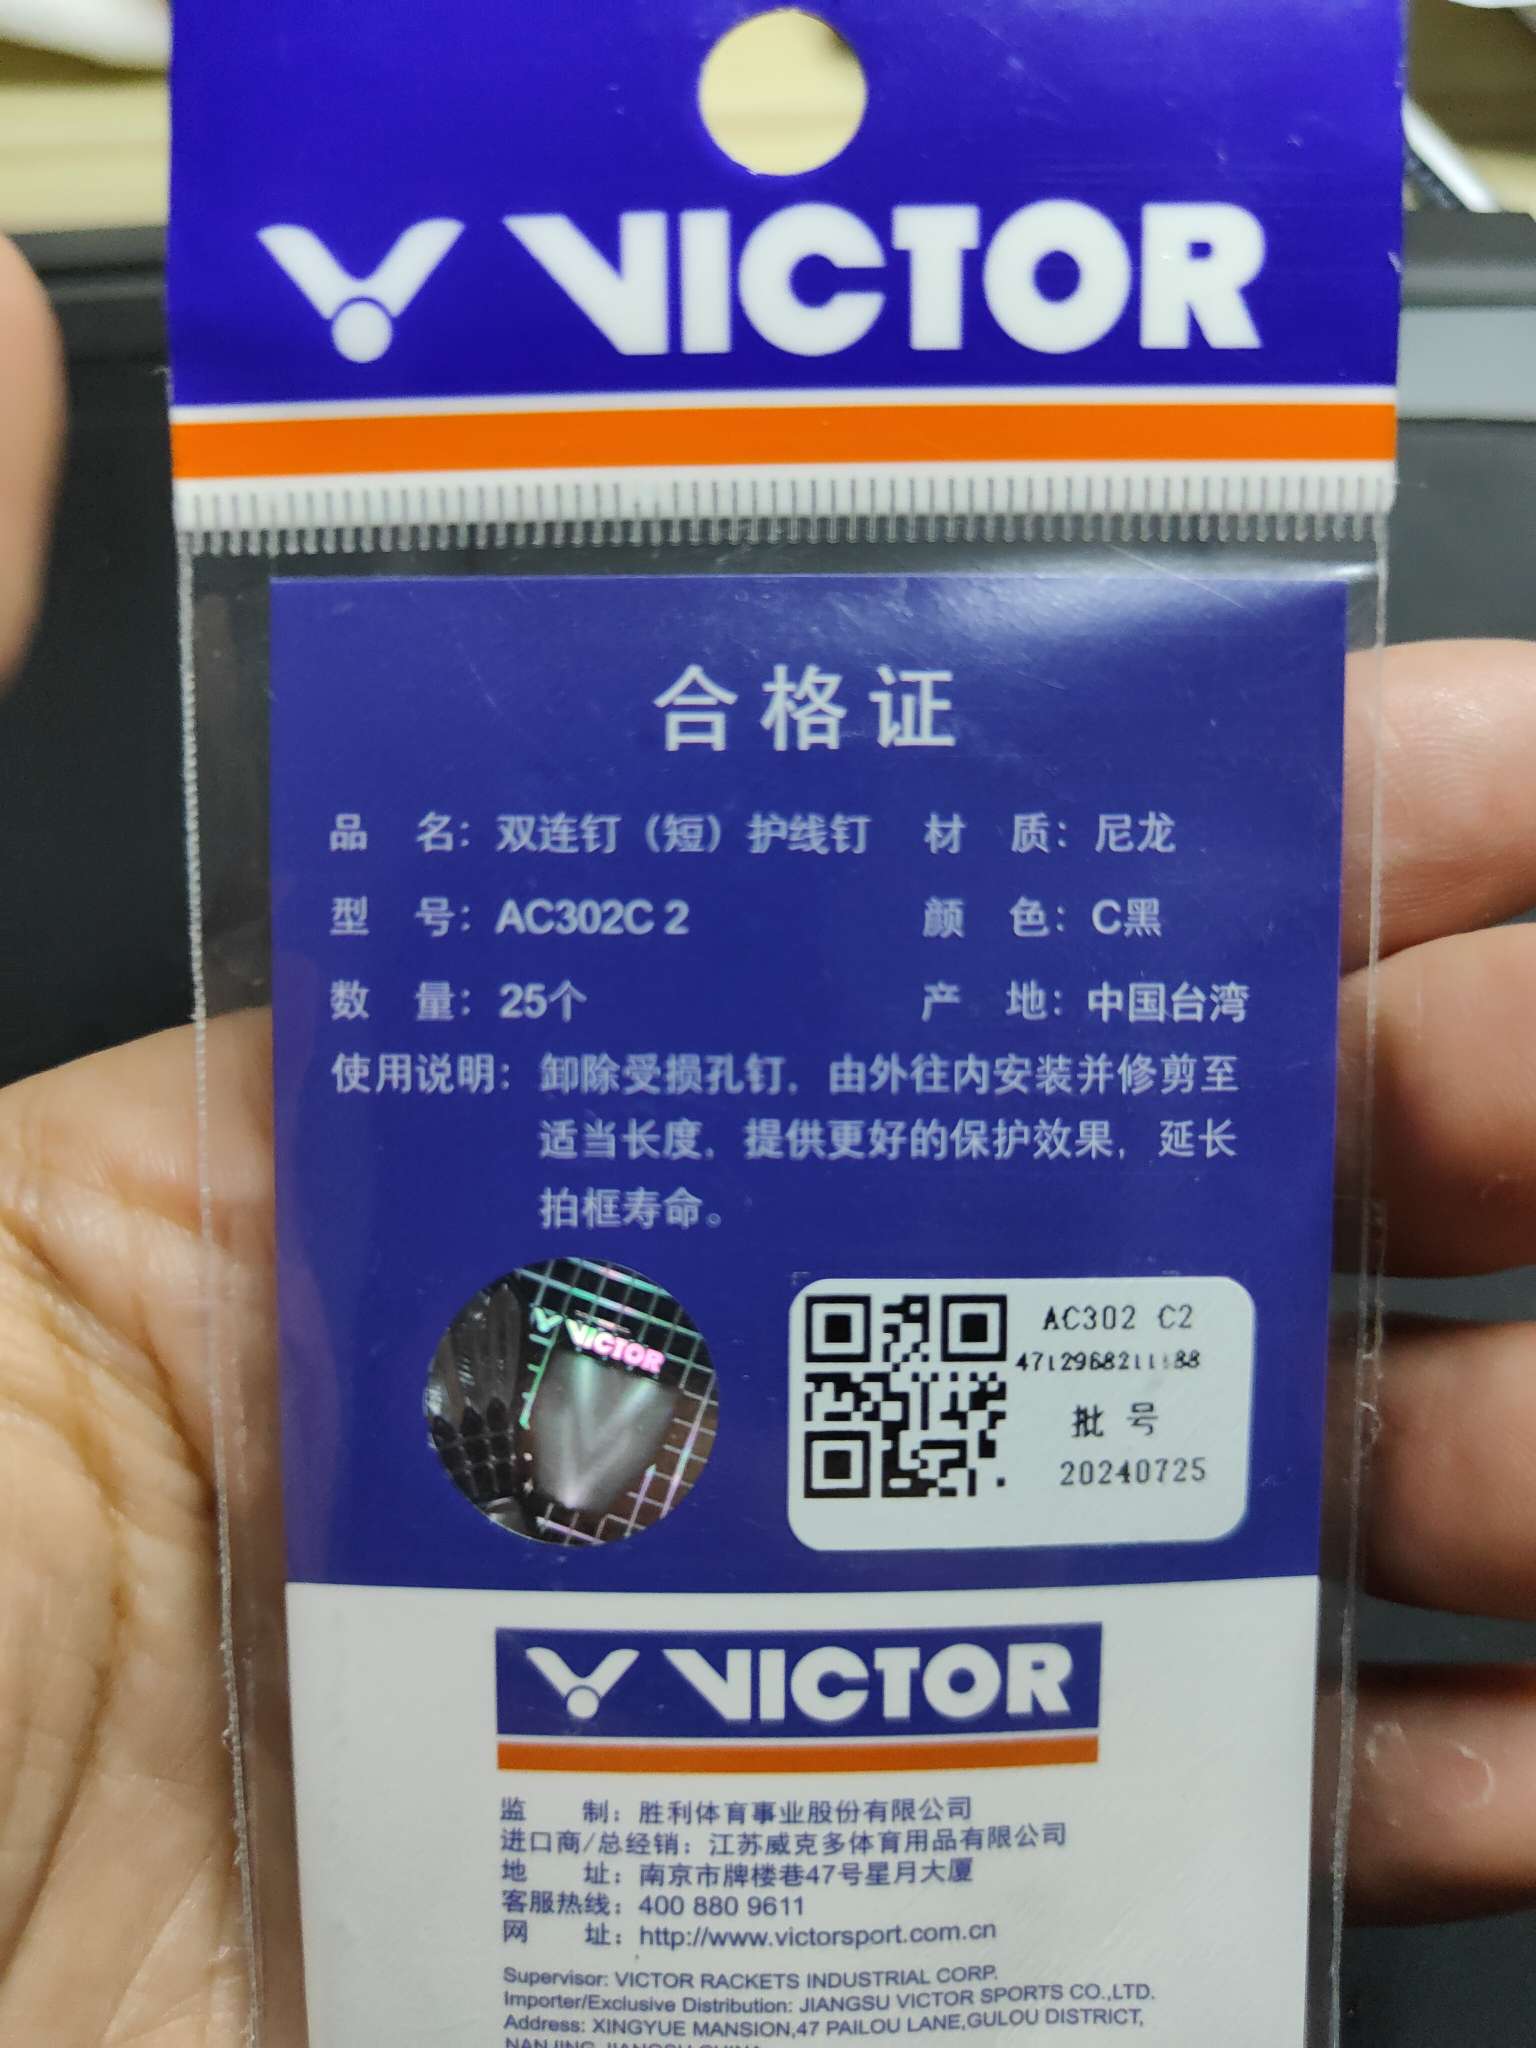 VICTOR
合格证
品 名：双连钉（短）护线钉 材 质：尼龙
型 号：AC302C 2 颜 色：C黑
数 量：25个 产 地：中国台湾
使用说明：卸除受损孔钉，由外往内安装并修剪至
适当长度，提供更好的保护效果，延长
拍框寿命。
VICTOR
AC302 C2
批 号
20240725
VICTOR
监 制：胜利体育事业股份有限公司
进口商/总经销：江苏威克多体育用品有限公司
地 址：南京市牌楼巷47号星月大厦
客服热线：400 880 9611
网 址：http://www.victorsport.com.cn
Supervisor: VICTOR RACKETS INDUSTRIAL CORP.
Importer/Exclusive Distribution: JIANGSU VICTOR SPORTS CO.,LTD.
Address: XINGYUE MANSION,47 PAILOU LANE,GULOU DISTRICT,